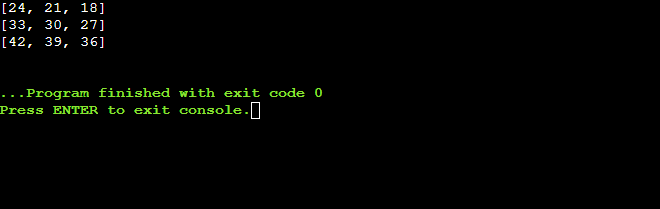 [24, 21, 18]
[33, 30, 27]
[42, 39, 36]
...Program finished with exit code 0
Press ENTER to exit console.